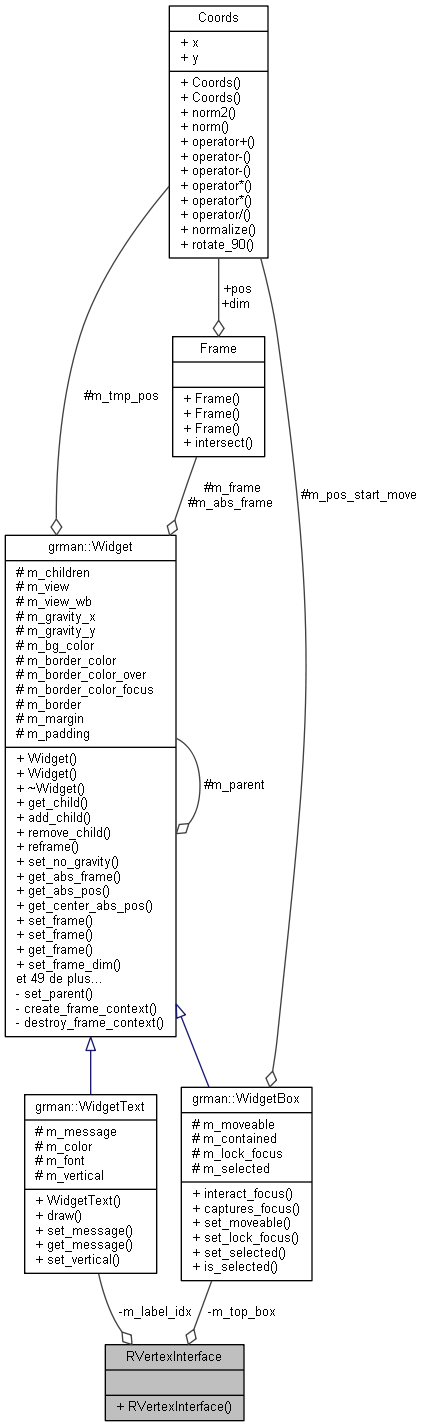 Coords
+ x
+ y
+ Coords()
+ Coords()
+ norm2()
+ norm()
+ operator+()
+ operator-()
+ operator-()
+ operator*()
+ operator*()
+ operator/()
+ normalize()
+ rotate_90()
+pos
+dim
Frame
+ Frame()
+ Frame()
+ Frame()
+ intersect()
#m_tmp_pos
#m_frame
#m_abs_frame
#m_pos_start_move
grman::Widget
# m_children
# m_view
# m_view_wb
# m_gravity_x
# m_gravity_y
# m_bg_color
# m_border_color
# m_border_color_over
# m_border_color_focus
# m_border
# m_margin
# m_padding
+ Widget()
+ Widget()
+ ~Widget()
+ get_child()
+ add_child()
+ remove_child()
+ reframe()
+ set_no_gravity()
+ get_abs_frame()
+ get_abs_pos()
+ get_center_abs_pos()
+ set_frame()
+ set_frame()
+ get_frame()
+ set_frame_dim()
et 49 de plus...
- set_parent()
- create_frame_context()
- destroy_frame_context()
#m_parent
grman::WidgetText
# m_message
# m_color
# m_font
# m_vertical
+ WidgetText()
+ draw()
+ set_message()
+ get_message()
+ set_vertical()
grman::WidgetBox
# m_moveable
# m_contained
# m_lock_focus
# m_selected
+ interact_focus()
+ captures_focus()
+ set_moveable()
+ set_lock_focus()
+ set_selected()
+ is_selected()
-m_label_idx
-m_top_box
RVertexInterface
+ RVertexInterface()